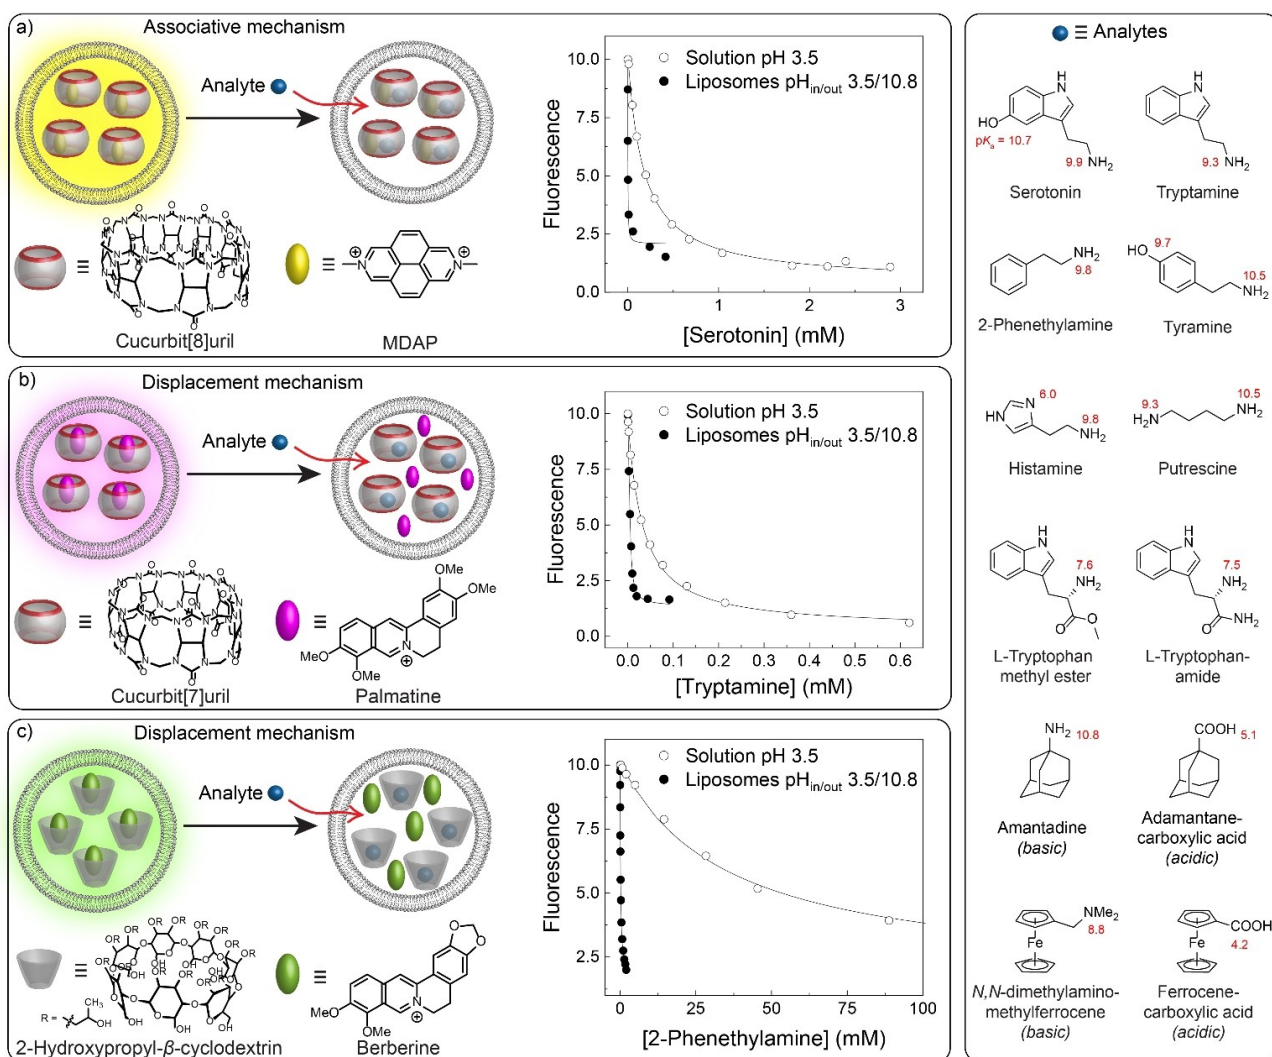 a)
Associative mechanism
Analyte
≡
Cucurbit[8]uril
≡
MDAP
Fluorescence
10.0
7.5
5.0
2.5
0.0
Solution pH 3.5
Liposomes pHin/out 3.5/10.8
0
1
2
3
[Serotonin] (mM)
b)
Displacement mechanism
Analyte
≡
Cucurbit[7]uril
≡
OMe
OMe
MeO
OMe
Palmatine
Fluorescence
10.0
7.5
5.0
2.5
0.0
Solution pH 3.5
Liposomes pHin/out 3.5/10.8
0.0
0.1
0.2
0.3
0.4
0.5
0.6
[Tryptamine] (mM)
c)
Displacement mechanism
Analyte
≡
R =
CH3
OH
2-Hydroxypropyl-β-cyclodextrin
≡
MeO
OMe
Berberine
Fluorescence
10.0
7.5
5.0
2.5
Solution pH 3.5
Liposomes pHin/out 3.5/10.8
0
25
50
75
100
[2-Phenethylamine] (mM)
≡ Analytes
HO
pKa = 10.7
9.9 NH2
Serotonin
9.3 NH2
Tryptamine
NH2
9.8
2-Phenethylamine
9.7
HO
10.5
NH2
Tyramine
6.0
9.8
NH2
Histamine
9.3
H2N
10.5
NH2
Putrescine
7.6
NH2
L-Tryptophan
methyl ester
7.5
NH2
NH2
L-Tryptophan-
amide
NH2 10.8
Amantadine
(basic)
COOH 5.1
Adamantane-
carboxylic acid
(acidic)
NMe2
8.8
Fe
N,N-dimethylamino-
methylferrocene
(basic)
COOH
4.2
Fe
Ferrocene-
carboxylic acid
(acidic)